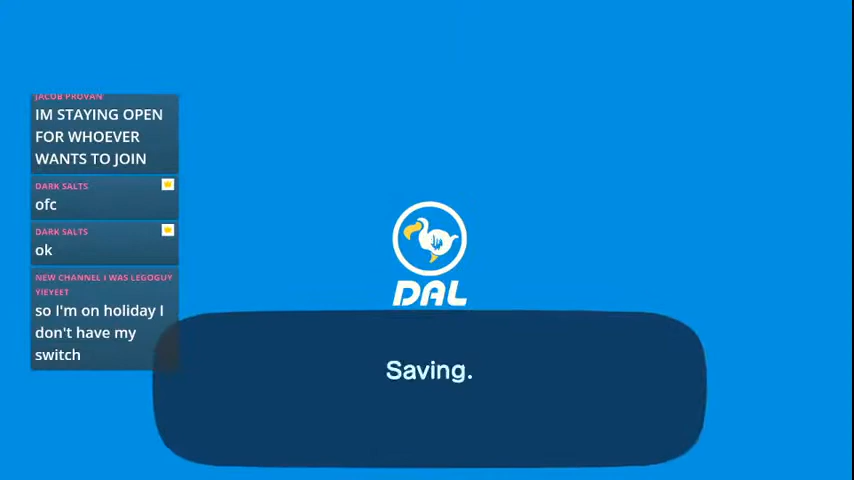 JACOB PROVAN
IM STAYING OPEN
FOR WHOEVER
WANTS TO JOIN
DARK SALTS
ofc
DARK SALTS
ok
NEW CHANNEL I WAS LEGOGUY
YIEYEET
so I'm on holiday I
don't have my
switch
DAL
Saving.